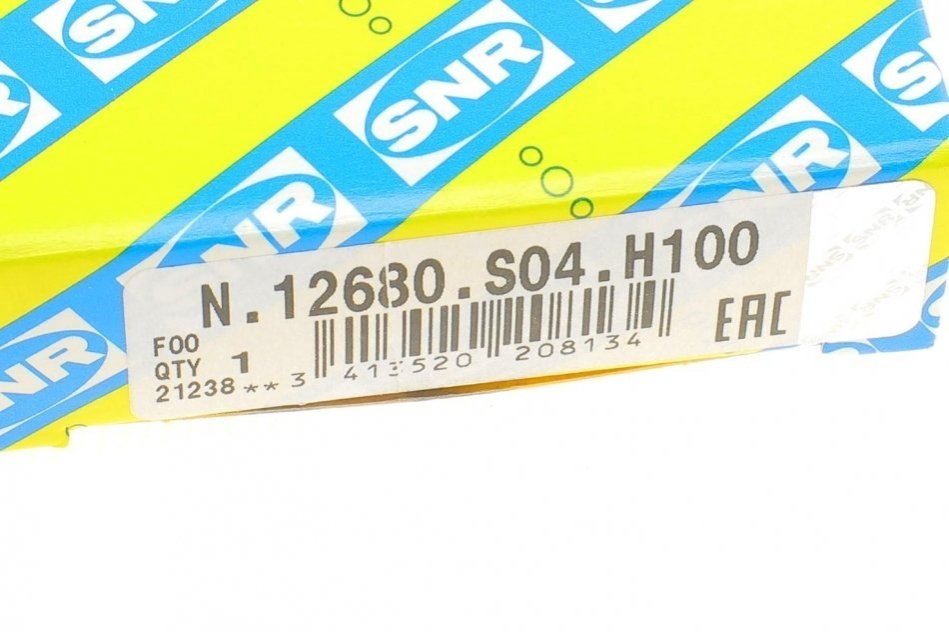 SNR
SNR
SNR
SNR
N.12680.S04.H100
F00
QTY 1
21238**
3 413520 208134
EAC